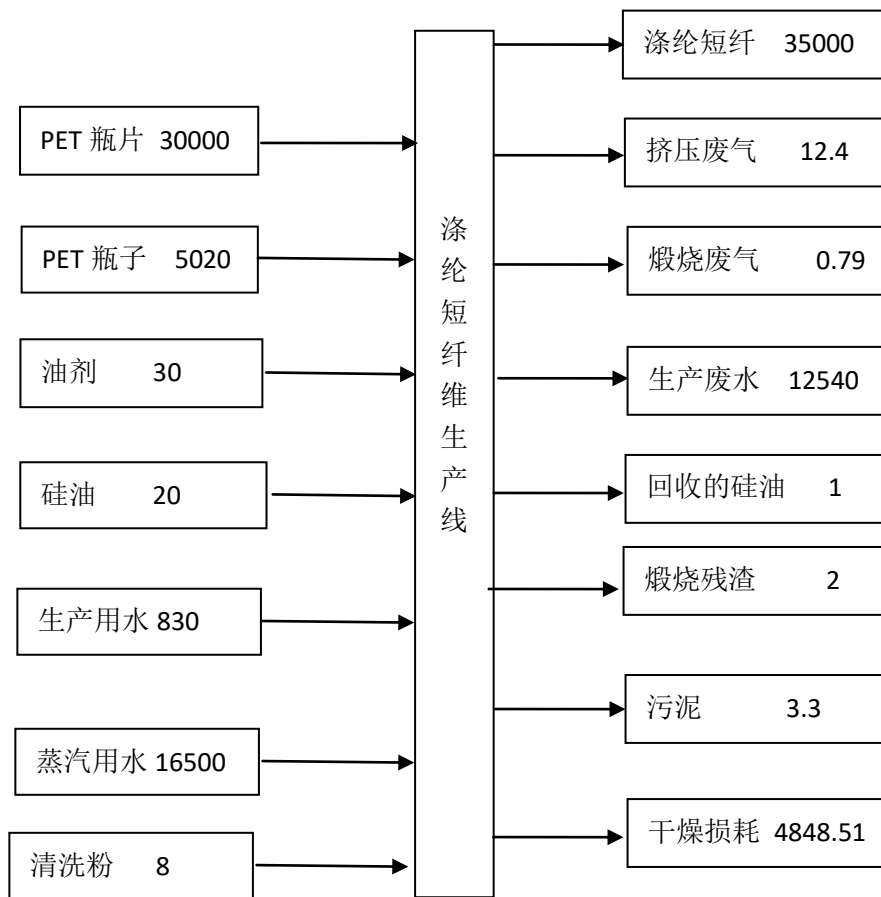 PET 瓶片 30000
PET 瓶子 5020
油剂 30
硅油 20
生产用水 830
蒸汽用水 16500
清洗粉 8
涤纶短纤维生产线
涤纶短纤 35000
挤压废气 12.4
煅烧废气 0.79
生产废水 12540
回收的硅油 1
煅烧残渣 2
污泥 3.3
干燥损耗 4848.51